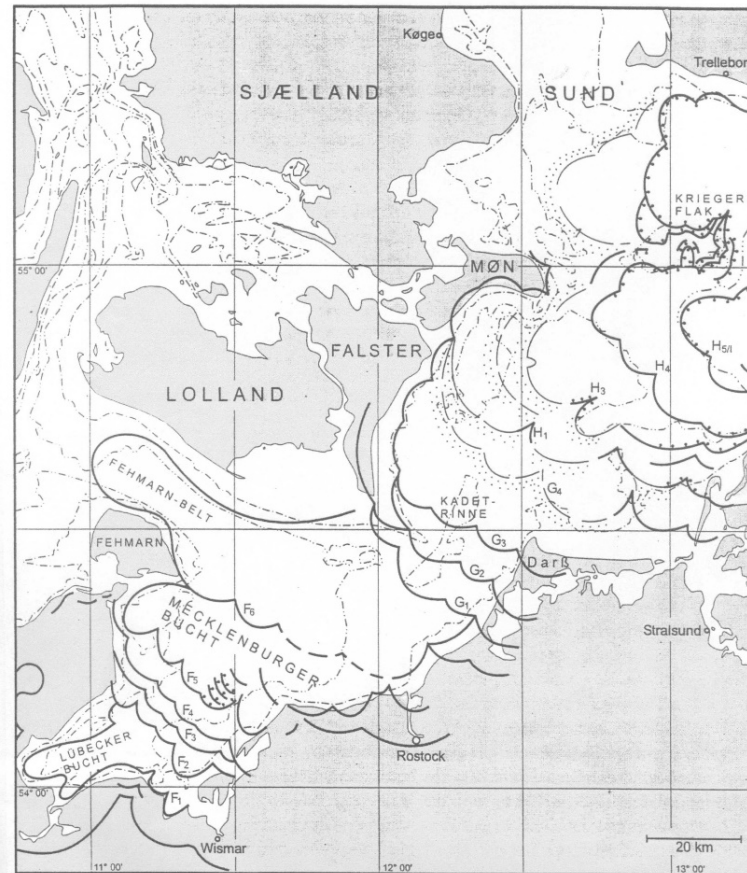 Køge
Trellebor
SJÆLLAND
SUND
KRIEGER
FLAK
55° 00'
MØN
FALSTER
H5/I
H4
LOLLAND
H3
H1
FEHMARN BELT
G4
KADET-
RINNE
G3
FEHMARN
G2
Darß
G1
F6
MECKLENBURGER
BUCHT
Stralsund
F5
F4
F3
LÜBECKER
BUCHT
F2
Rostock
54° 00'
F1
Wismar
20 km
11° 00'
12° 00'
13° 00'